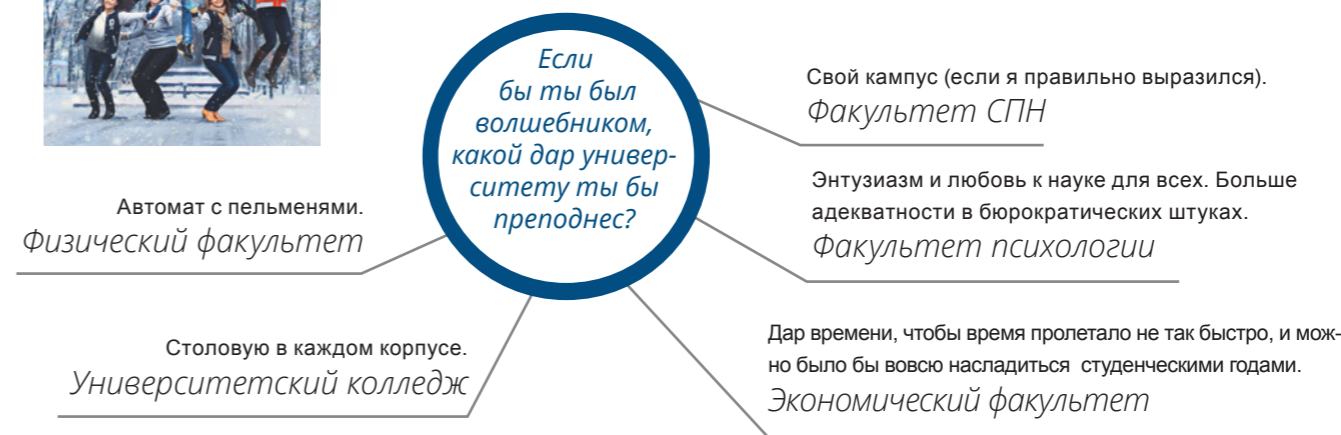 Если
бы ты был
волшебником,
какой дар универ-
ситету ты бы
преподнес?
Свой кампус (если я правильно выразился).
Факультет СПН
Энтузиазм и любовь к науке для всех. Больше
адекватности в бюрократических штуках.
Факультет психологии
Автомат с пельменями.
Физический факультет
Столовую в каждом корпусе.
Университетский колледж
Дар времени, чтобы время пролетало не так быстро, и мож-
но было бы вовсю насладиться студенческими годами.
Экономический факультет